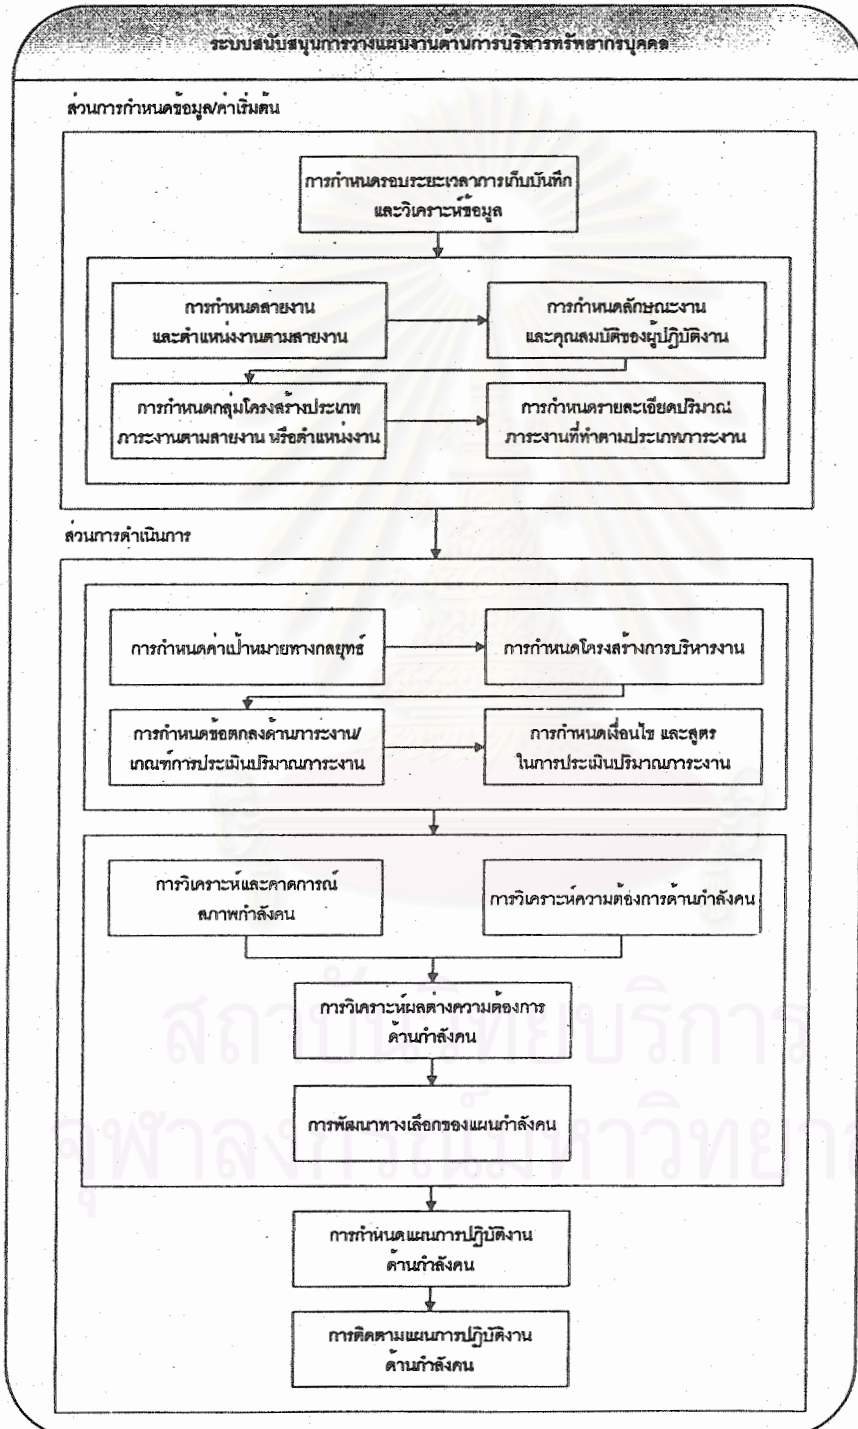 ระบบสนับสนุนการวางแผนงานด้านการบริหารทรัพยากรบุคคล
ส่วนการกำหนดข้อมูล/ค่าเริ่มต้น
การกำหนดรอบระยะเวลาการเก็บบันทึก
และวิเคราะห์ข้อมูล
การกำหนดสายงาน
และตำแหน่งงานตามสายงาน
การกำหนดลักษณะงาน
และคุณสมบัติของผู้ปฏิบัติงาน
การกำหนดกลุ่มโครงสร้างประเภท
ภาระงานตามสายงาน หรือตำแหน่งงาน
การกำหนดรายละเอียดปริมาณ
ภาระงานที่ทำตามประเภทภาระงาน
ส่วนการดำเนินการ
การกำหนดค่าเป้าหมายทางกลยุทธ์
การกำหนดโครงสร้างการบริหารงาน
การกำหนดข้อตกลงด้านภาระงาน/
เกณฑ์การประเมินปริมาณภาระงาน
การกำหนดเงื่อนไข และสูตร
ในการประเมินปริมาณภาระงาน
การวิเคราะห์และคาดการณ์
สภาพกำลังคน
การวิเคราะห์ความต้องการด้านกำลังคน
การวิเคราะห์ผลต่างความต้องการ
ด้านกำลังคน
การพัฒนาทางเลือกของแผนกำลังคน
การกำหนดแผนการปฏิบัติงาน
ด้านกำลังคน
การติดตามแผนการปฏิบัติงาน
ด้านกำลังคน
สถาบันวิทยบริการ
จุฬาลงกรณ์มหาวิทยาล